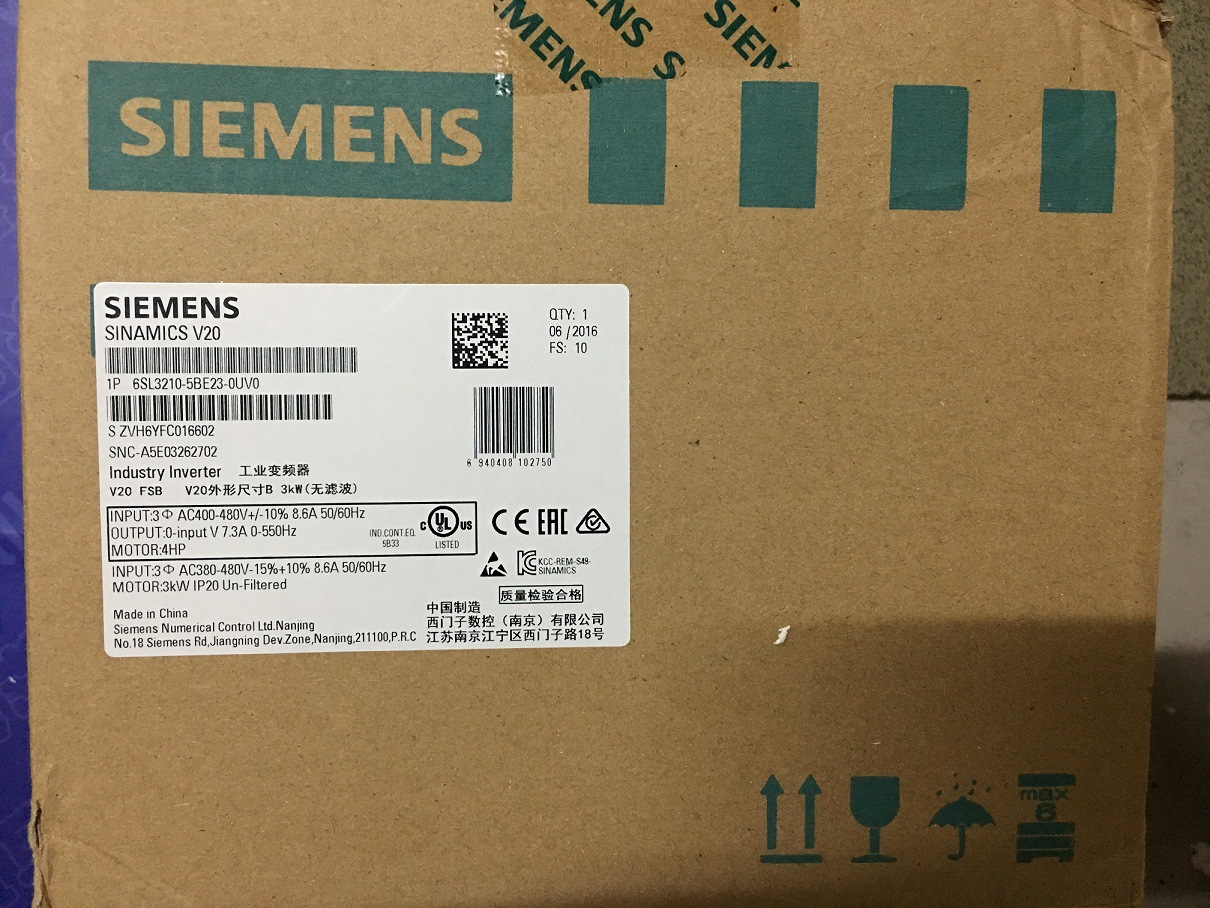 SIEMENS
SIEMENS
SINAMICS V20
QTY: 1
06 / 2016
FS: 10
1P 6SL3210-5BE23-0UV0
S ZVH6YFC016602
SNC-A5E03262702
6 940408 102750
Industry Inverter 工业变频器
V20 FSB V20外形尺寸B 3kW(无滤波)
INPUT:3Φ AC400-480V+/-10% 8.6A 50/60Hz
OUTPUT:0-input V 7.3A 0-550Hz
MOTOR:4HP
IND.CONT.EQ.
5B33
C UL US
LISTED
CE EAC
INPUT:3Φ AC380-480V-15%+10% 8.6A 50/60Hz
MOTOR:3kW IP20 Un-Filtered
KCC-REM-S49-
SINAMICS
质量检验合格
Made in China
Siemens Numerical Control Ltd.Nanjing
No.18 Siemens Rd,Jiangning Dev.Zone,Nanjing,211100,P.R.C
中国制造
西门子数控（南京）有限公司
江苏南京江宁区西门子路18号
max
6